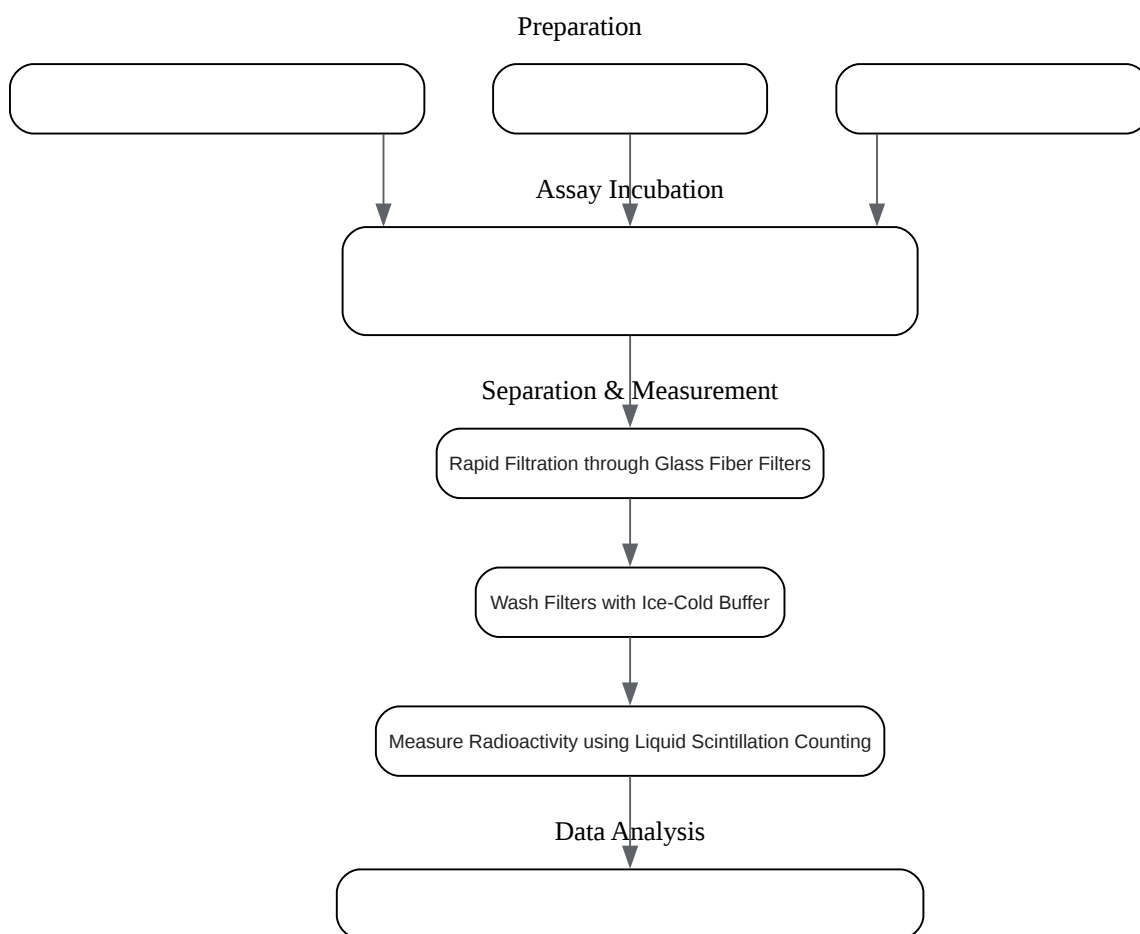 Preparation
Assay Incubation
Separation & Measurement
Rapid Filtration through Glass Fiber Filters
Wash Filters with Ice-Cold Buffer
Measure Radioactivity using Liquid Scintillation Counting
Data Analysis